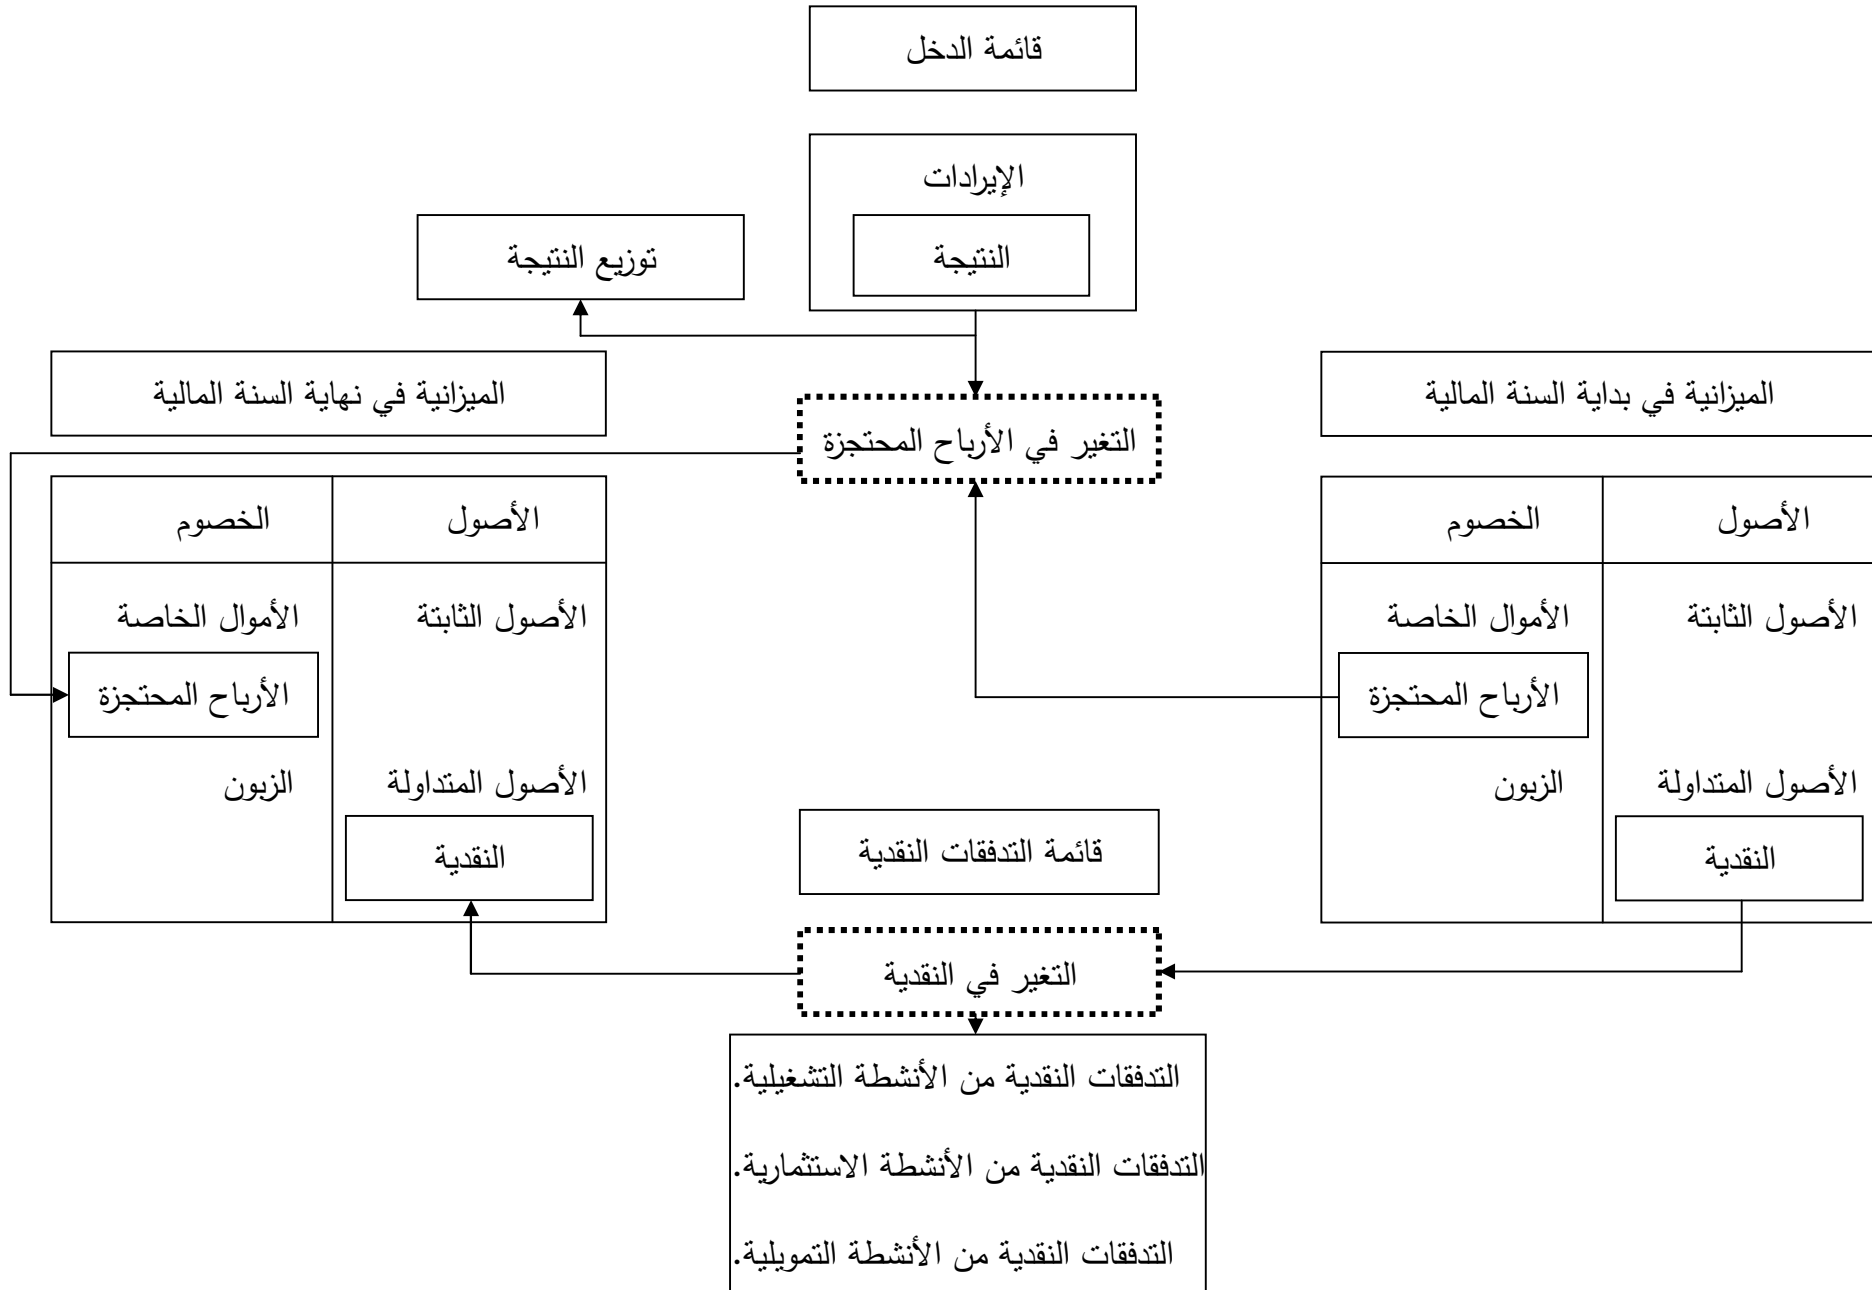 قائمة الدخل
الإيرادات
النتيجة
توزيع النتيجة
الميزانية في بداية السنة المالية
الميزانية في نهاية السنة المالية
التغير في الأرباح المحتجزة
الأصول
الخصوم
الأصول الثابتة
الأموال الخاصة
الأرباح المحتجزة
الأصول المتداولة
الزبون
النقدية
الأصول
الخصوم
الأصول الثابتة
الأموال الخاصة
الأرباح المحتجزة
الأصول المتداولة
الزبون
النقدية
قائمة التدفقات النقدية
التغير في النقدية
التدفقات النقدية من الأنشطة التشغيلية.
التدفقات النقدية من الأنشطة الاستثمارية.
التدفقات النقدية من الأنشطة التمويلية.